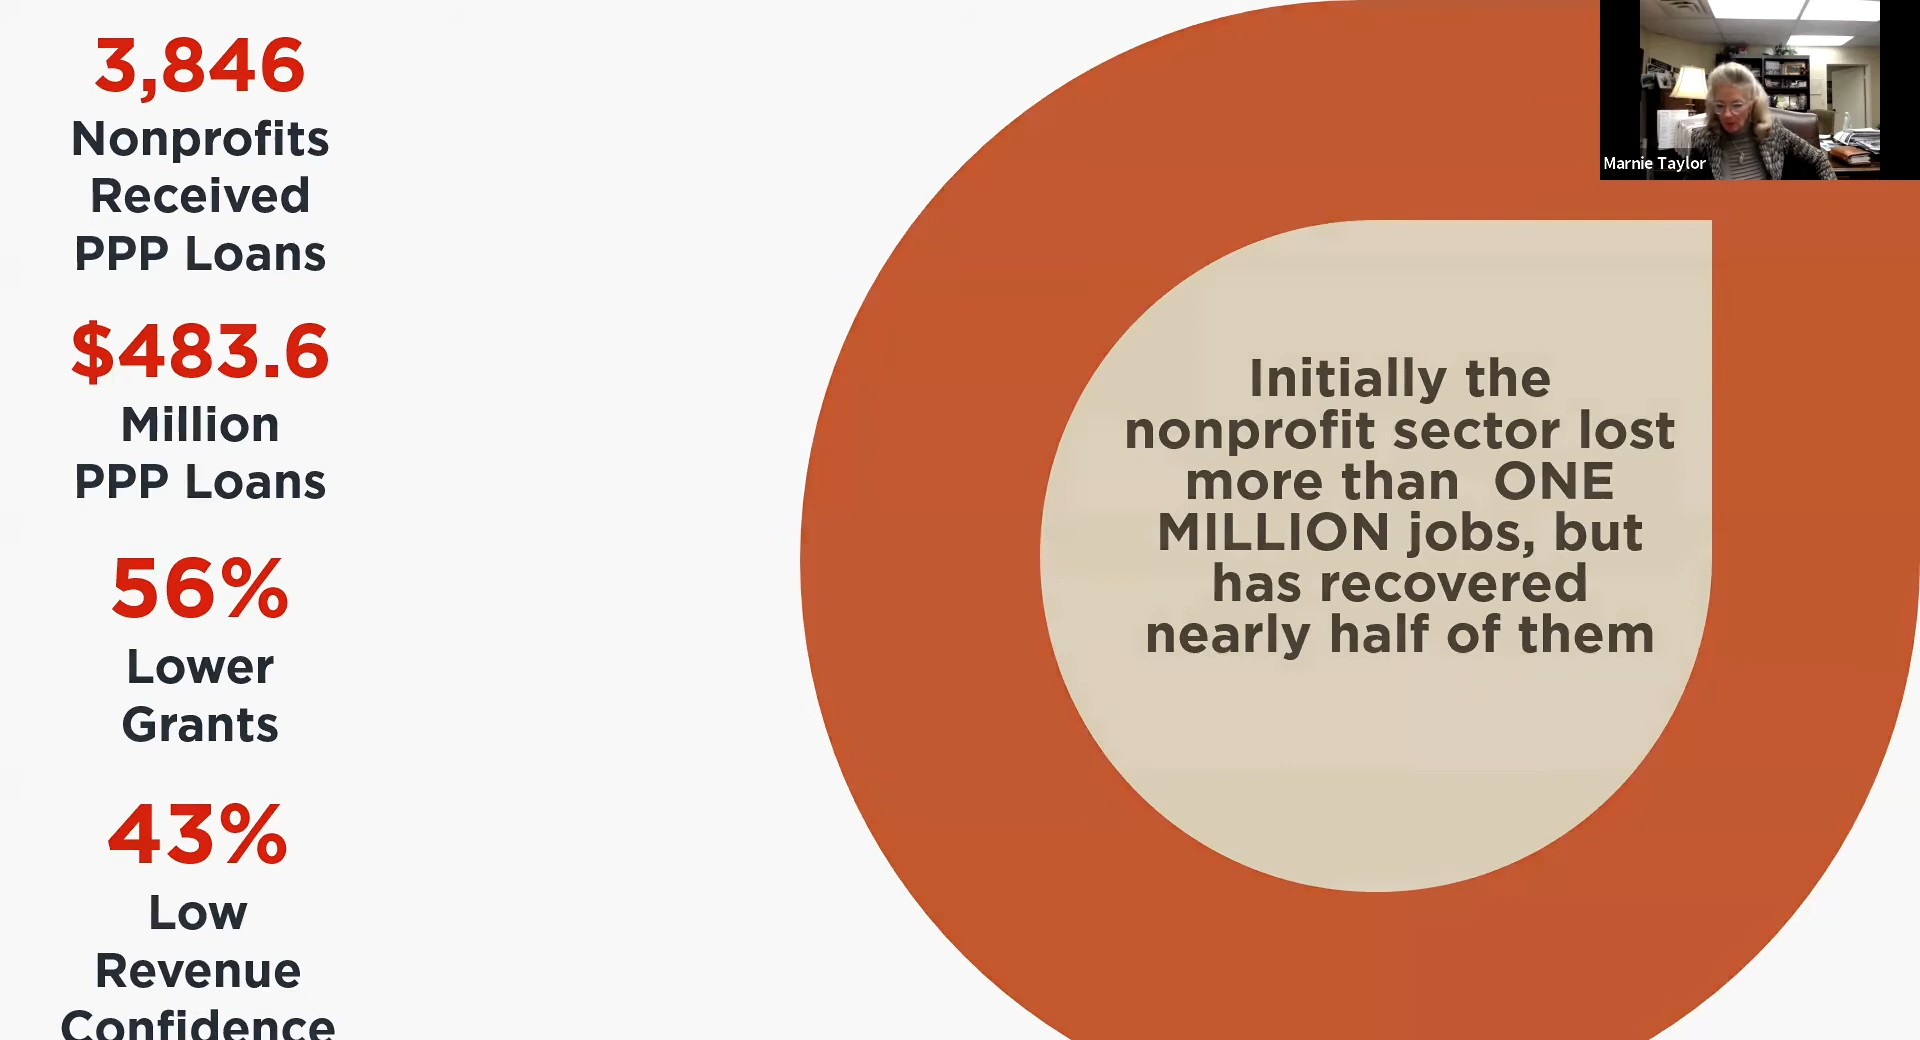 3,846
Nonprofits
Received
PPP Loans
$483.6
Million
PPP Loans
56%
Lower
Grants
43%
Low
Revenue
Confidence
Initially the
nonprofit sector lost
more than  ONE
MILLION jobs, but
has recovered
nearly half of them
Marnie Taylor